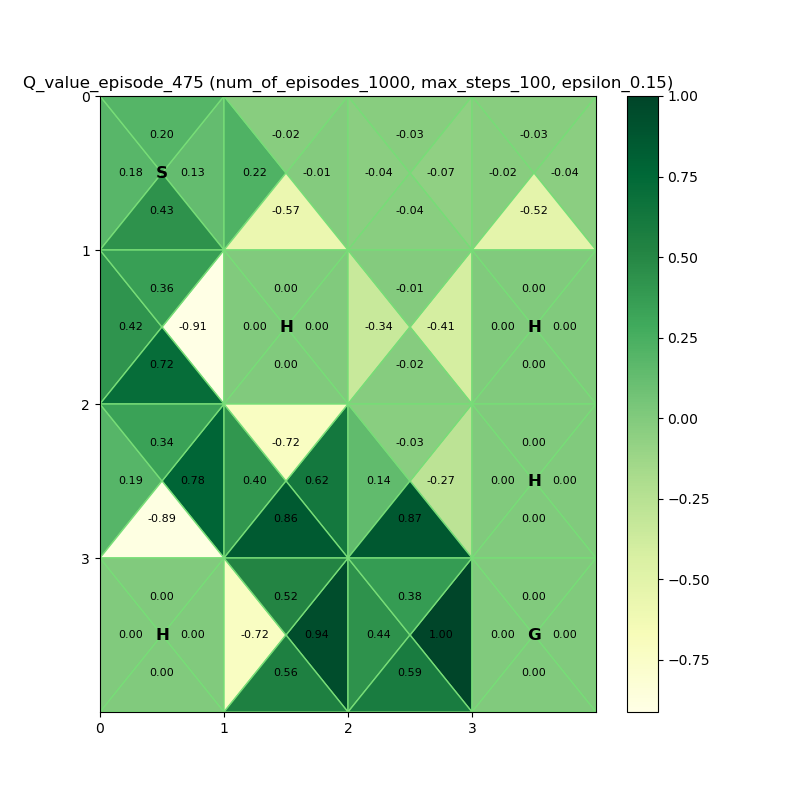 Q_value_episode_475 (num_of_episodes_1000, max_steps_100, epsilon_0.15)
0 1.00
0.20 -0.02 -0.03 -0.03
0.18 S 0.13 0.22 -0.01 -0.04 -0.07 -0.02 -0.04
0.75
0.43 -0.57 -0.04 -0.52
1 0.50
0.36 0.00 -0.01 0.00
0.42 -0.91 0.00 H 0.00 -0.34 -0.41 0.00 H 0.00
0.25
0.72 0.00 -0.02 0.00
2 0.00
0.34 -0.72 -0.03 0.00
0.19 0.78 0.40 0.62 0.14 -0.27 0.00 H 0.00
−0.25
-0.89 0.86 0.87 0.00
3 −0.50
0.00 0.52 0.38 0.00
0.00 H 0.00 -0.72 0.94 0.44 1.00 0.00 G 0.00
−0.75
0.00 0.56 0.59 0.00
0 1 2 3